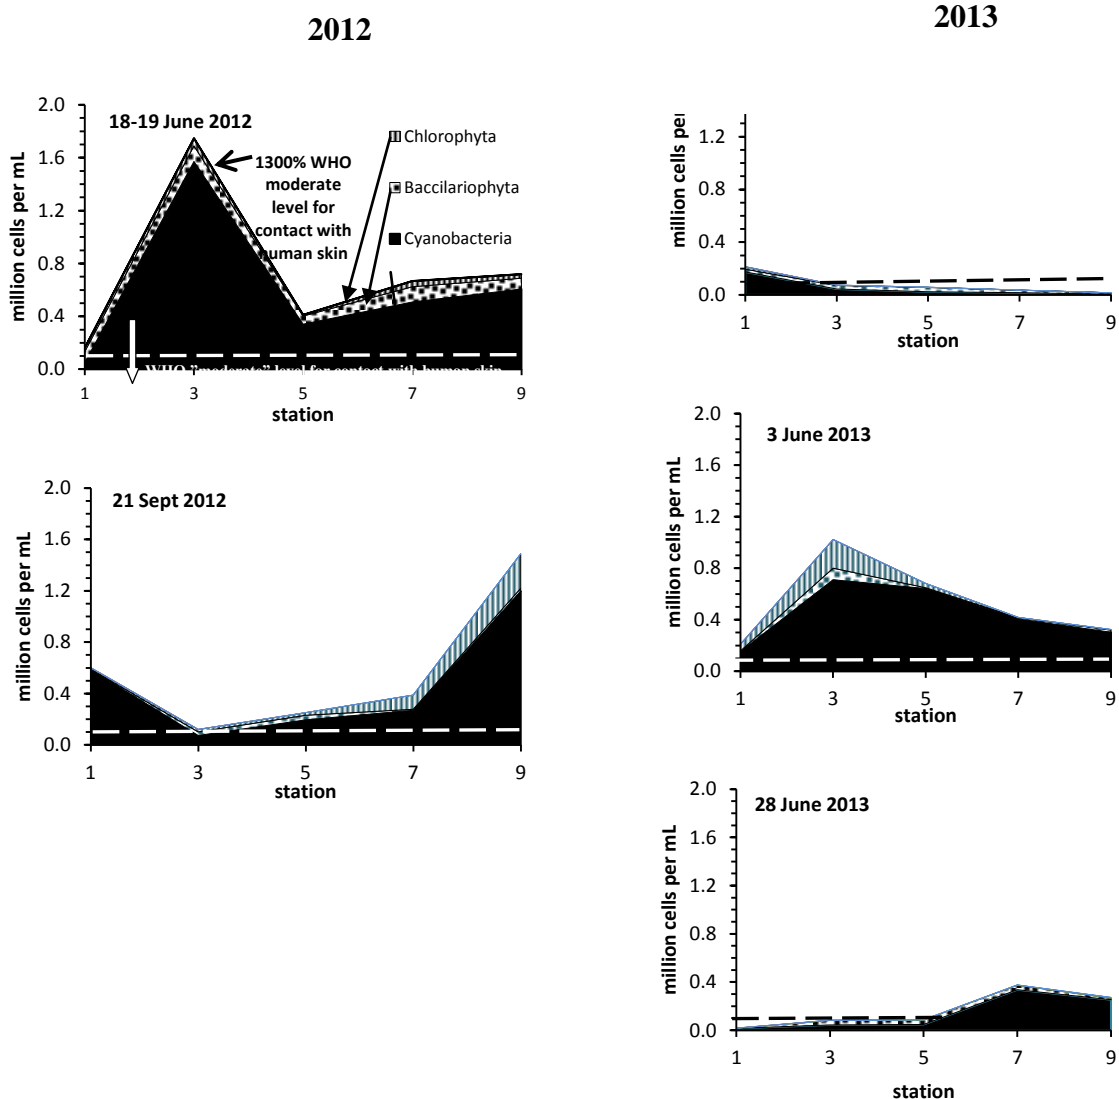 2012
2013
2.0
1.6
1.2
0.8
0.4
0.0
million cells per mL
18-19 June 2012
1300% WHO
moderate
level for
contact with
human skin
Chlorophyta
Baccilariophyta
Cyanobacteria
1
3
5
7
9
station
1.2
0.8
0.4
0.0
million cells per
1
3
5
7
9
station
2.0
1.6
1.2
0.8
0.4
0.0
million cells per mL
3 June 2013
1
3
5
7
9
station
2.0
1.6
1.2
0.8
0.4
0.0
million cells per mL
21 Sept 2012
1
3
5
7
9
station
2.0
1.6
1.2
0.8
0.4
0.0
million cells per mL
28 June 2013
1
3
5
7
9
station